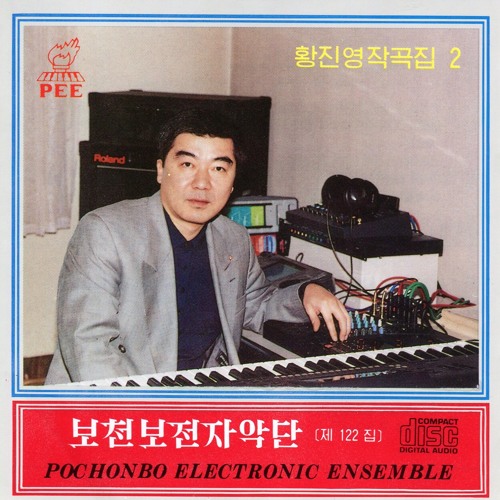 황진영작곡집 2
PEE
Roland
보천보전자악단 (제 122 집)
COMPACT
disc
DIGITAL AUDIO
POCHONBO ELECTRONIC ENSEMBLE